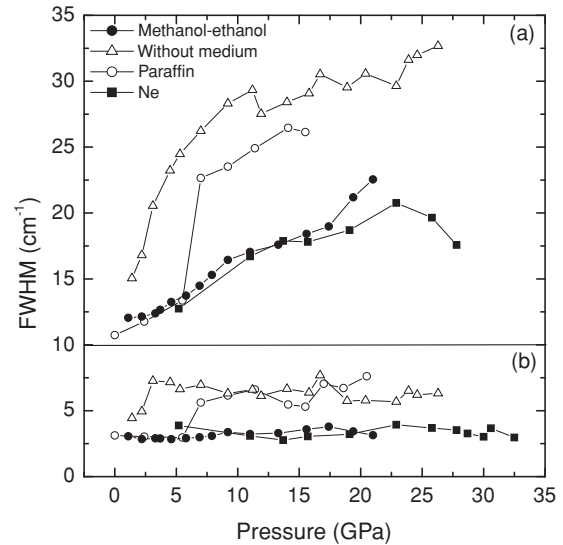 35
30
25
20
15
10
5
0
FWHM (cm⁻¹)
Methanol-ethanol
Without medium
Paraffin
Ne
(a)
(b)
0 5 10 15 20 25 30 35
Pressure (GPa)